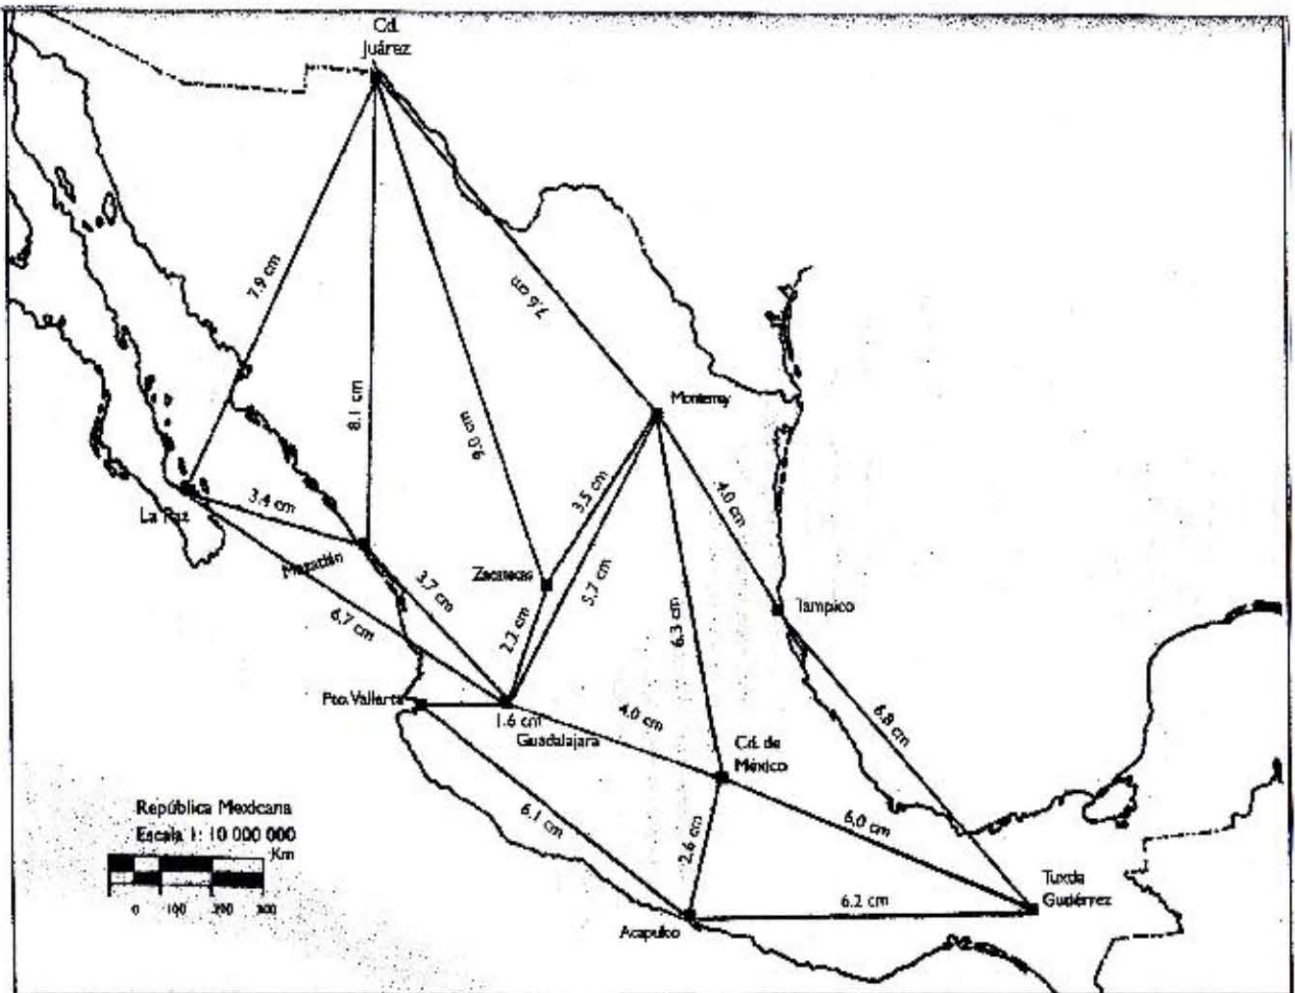 Cd.
Juárez
7.9 cm
8.1 cm
9.0 cm
7.6 cm
Monterrey
3.5 cm
4.0 cm
La Paz
3.4 cm
Mazatlán
3.7 cm
Zacatecas
2.2 cm
5.7 cm
6.3 cm
Tampico
6.7 cm
Pto. Vallarta
1.6 cm
Guadalajara
4.0 cm
Cd. de
México
6.8 cm
República Mexicana
Escala 1: 10 000 000
Km
0 100 200 300
6.1 cm
2.6 cm
6.0 cm
6.2 cm
Tuxtla
Gutiérrez
Acapulco